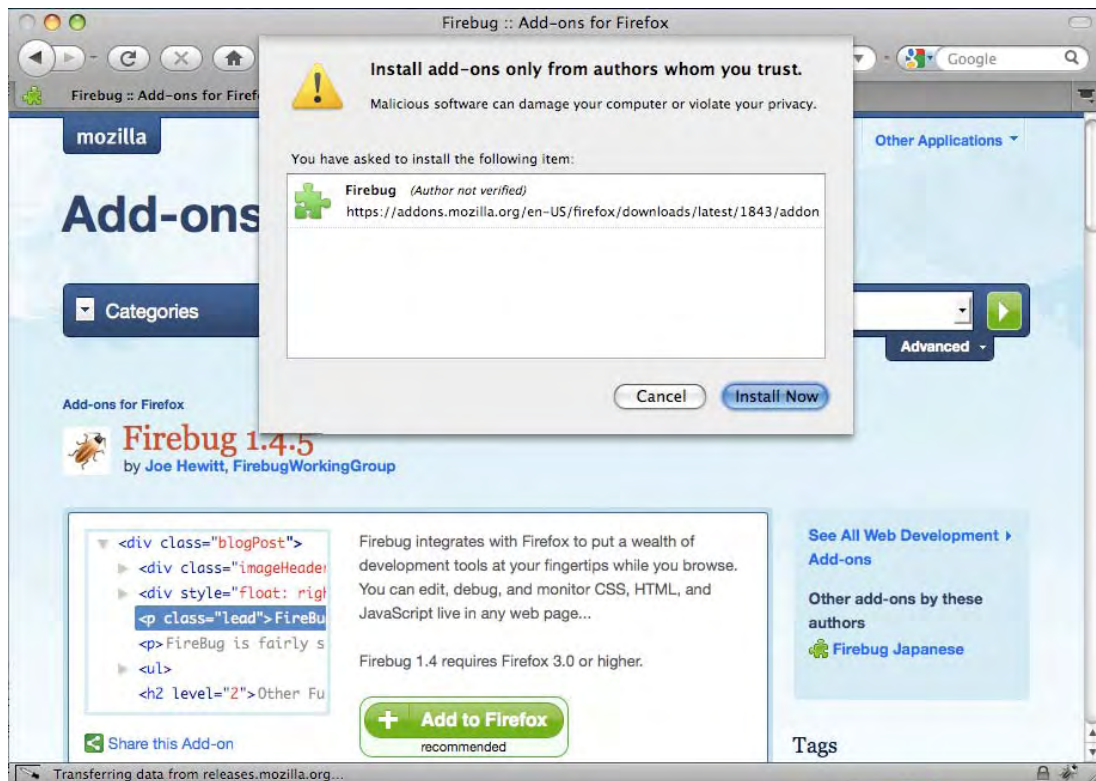 Firebug :: Add-ons for Firefox
Google
Firebug :: Add-ons for Firef
mozilla
Other Applications
Add-ons
Install add-ons only from authors whom you trust.
Malicious software can damage your computer or violate your privacy.
You have asked to install the following item:
Firebug (Author not verified)
https://addons.mozilla.org/en-US/firefox/downloads/latest/1843/addon
Cancel
Install Now
Categories
Advanced
Add-ons for Firefox
Firebug 1.4.5
by Joe Hewitt, FirebugWorkingGroup
<div class="blogPost">
<div class="imageHeader
<div style="float: righ
<p class="lead">FireBu
<p>FireBug is fairly s
<ul>
<h2 level="2">Other Fu
Share this Add-on
Firebug integrates with Firefox to put a wealth of
development tools at your fingertips while you browse.
You can edit, debug, and monitor CSS, HTML, and
JavaScript live in any web page...
Firebug 1.4 requires Firefox 3.0 or higher.
Add to Firefox
recommended
See All Web Development
Add-ons
Other add-ons by these
authors
Firebug Japanese
Tags
Transferring data from releases.mozilla.org...